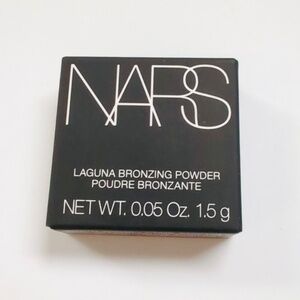 NARS
LAGUNA BRONZING POWDER
POUDRE BRONZANTE
NET WT. 0.05 Oz. 1.5 g